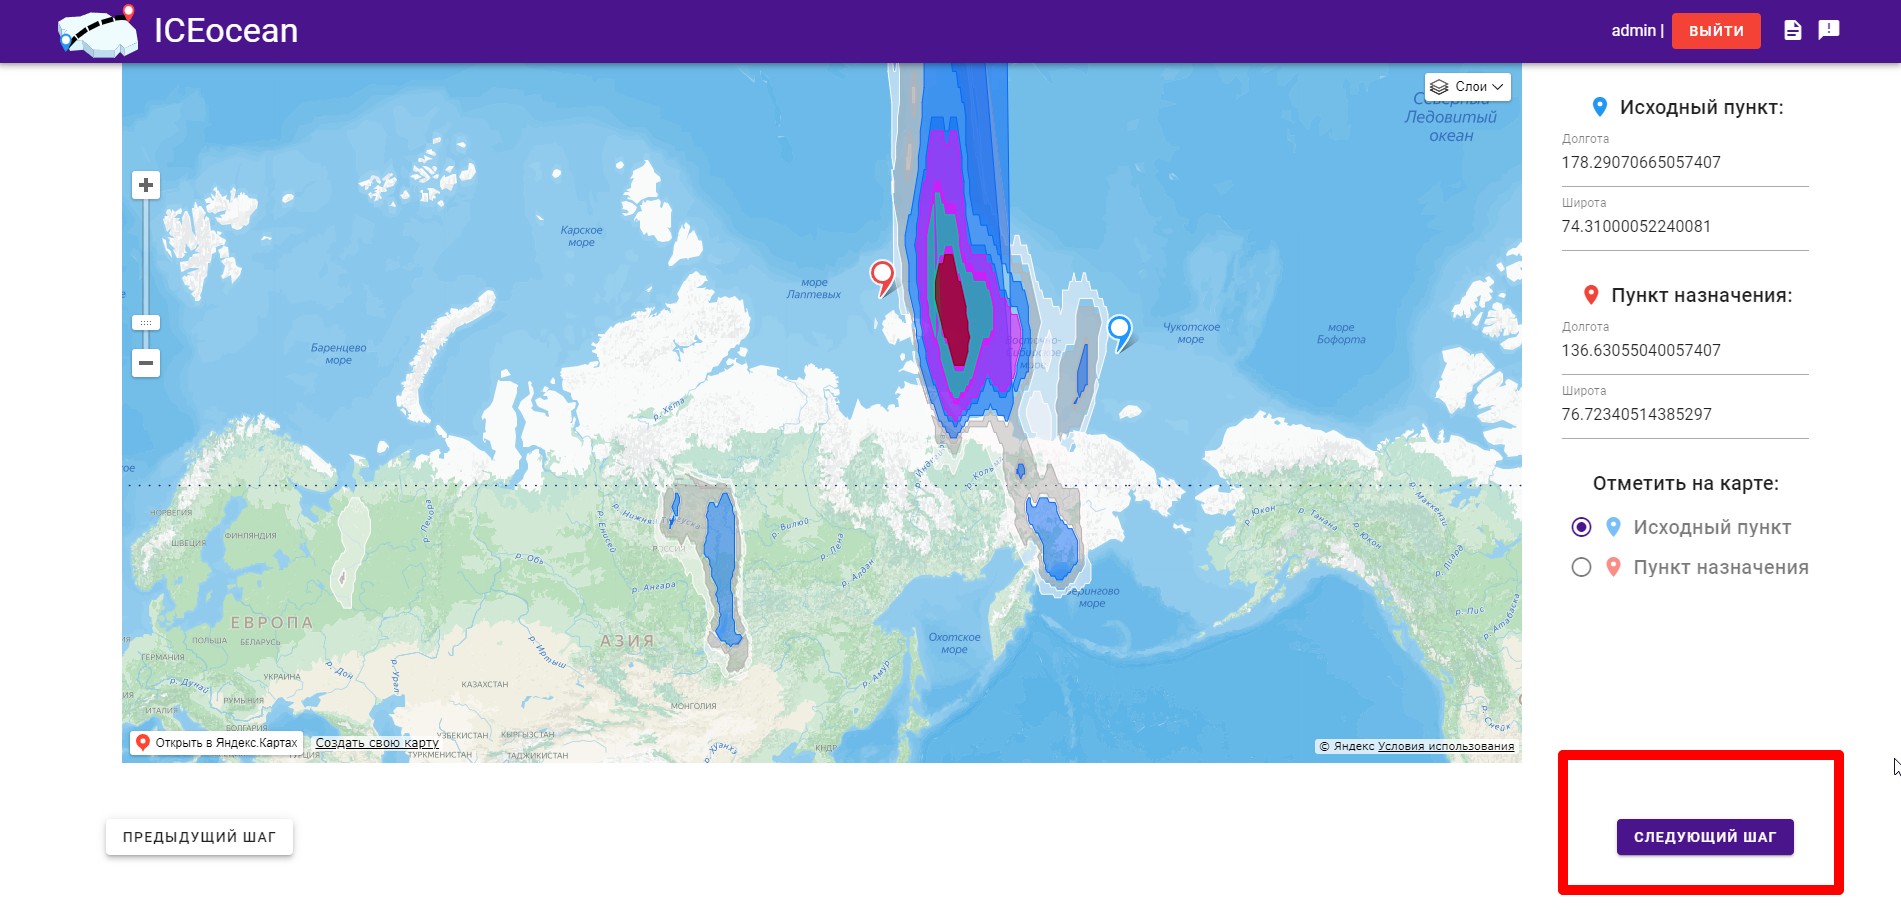 ICEocean
admin |
ВЫЙТИ
Слои
Северный
Ледовитый
океан
Карское
море
море
Лаптевых
Баренцево
море
Восточно-
Сибирское
море
Чукотское
море
море
Бофорта
р. Хета
р. Индигирка
р. Колыма
НОРВЕГИЯ
ШВЕЦИЯ
ФИНЛЯНДИЯ
р. Печора
р. Енисей
р. Нижняя
РОССИЯ
р. Обь
р. Ангара
р. Вилюй
р. Лена
р. Алдан
р. Юкон
р. Танана
р. Юкон
р. Маккензи
р. Лиард
р. Пис
р. Атабаска
Берингово
море
Охотское
море
ЕВРОПА
АЗИЯ
ПОЛЬША
БЕЛАРУСЬ
ГЕРМАНИЯ
УКРАИНА
р. Дунай
р. Дон
р. Урал
р. Иртыш
р. Амур
РУМЫНИЯ
ИТАЛИЯ
БОЛГАРИЯ
КАЗАХСТАН
МОНГОЛИЯ
УЗБЕКИСТАН
КЫРГЫЗСТАН
ГРЕЦИЯ
ТУРКМЕНИСТАН
ТАДЖИКИСТАН
р. Хуанхэ
КНДР
р. Снейк
Открыть в Яндекс.Картах
Создать свою карту
© Яндекс Условия использования
Исходный пункт:
Долгота
178.29070665057407
Широта
74.31000052240081
Пункт назначения:
Долгота
136.63055040057407
Широта
76.72340514385297
Отметить на карте:
Исходный пункт
Пункт назначения
ПРЕДЫДУЩИЙ ШАГ
СЛЕДУЮЩИЙ ШАГ